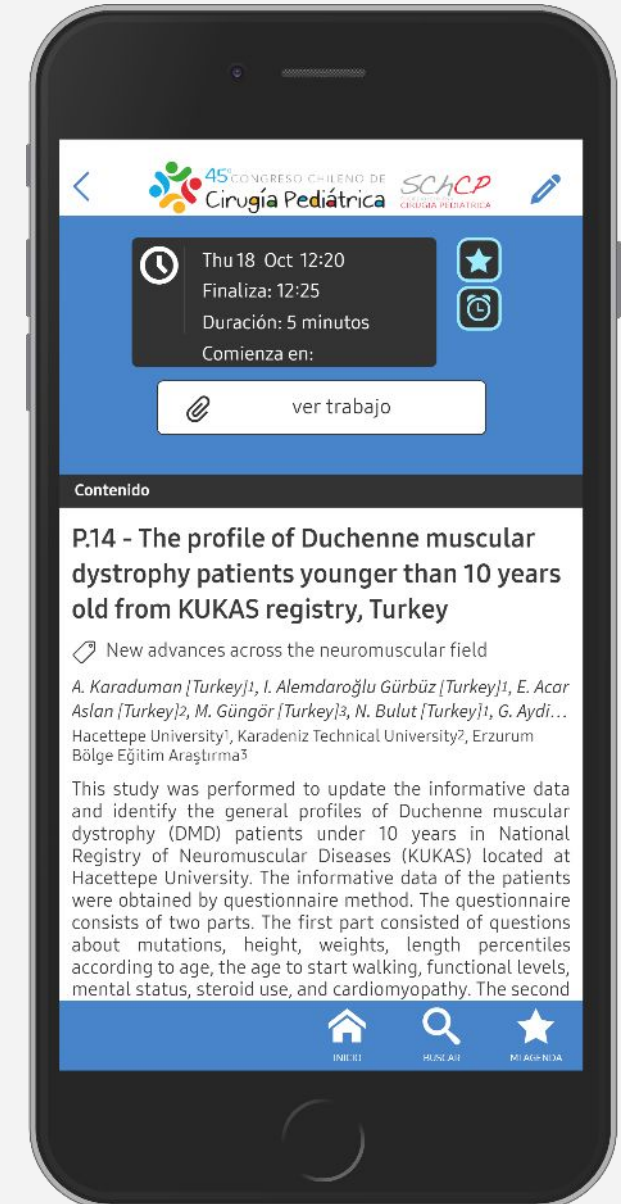 45º CONGRESO CHILENO DE
Cirugía Pediátrica
SChCP
CIRUGIA PEDIATRICA
Thu 18 Oct 12:20
Finaliza: 12:25
Duración: 5 minutos
Comienza en:
ver trabajo
Contenido
P.14 - The profile of Duchenne muscular
dystrophy patients younger than 10 years
old from KUKAS registry, Turkey
New advances across the neuromuscular field
A. Karaduman [Turkey]1, I. Alemdaroğlu Gürbüz [Turkey]1, E. Acar
Aslan [Turkey]2, M. Güngör [Turkey]3, N. Bulut [Turkey]1, G. Aydi...
Hacettepe University1, Karadeniz Technical University2, Erzurum
Bölge Eğitim Araştırma3
This study was performed to update the informative data
and identify the general profiles of Duchenne muscular
dystrophy (DMD) patients under 10 years in National
Registry of Neuromuscular Diseases (KUKAS) located at
Hacettepe University. The informative data of the patients
were obtained by questionnaire method. The questionnaire
consists of two parts. The first part consisted of questions
about mutations, height, weights, length percentiles
according to age, the age to start walking, functional levels,
mental status, steroid use, and cardiomyopathy. The second
INICIO
BUSCAR
MI AGENDA